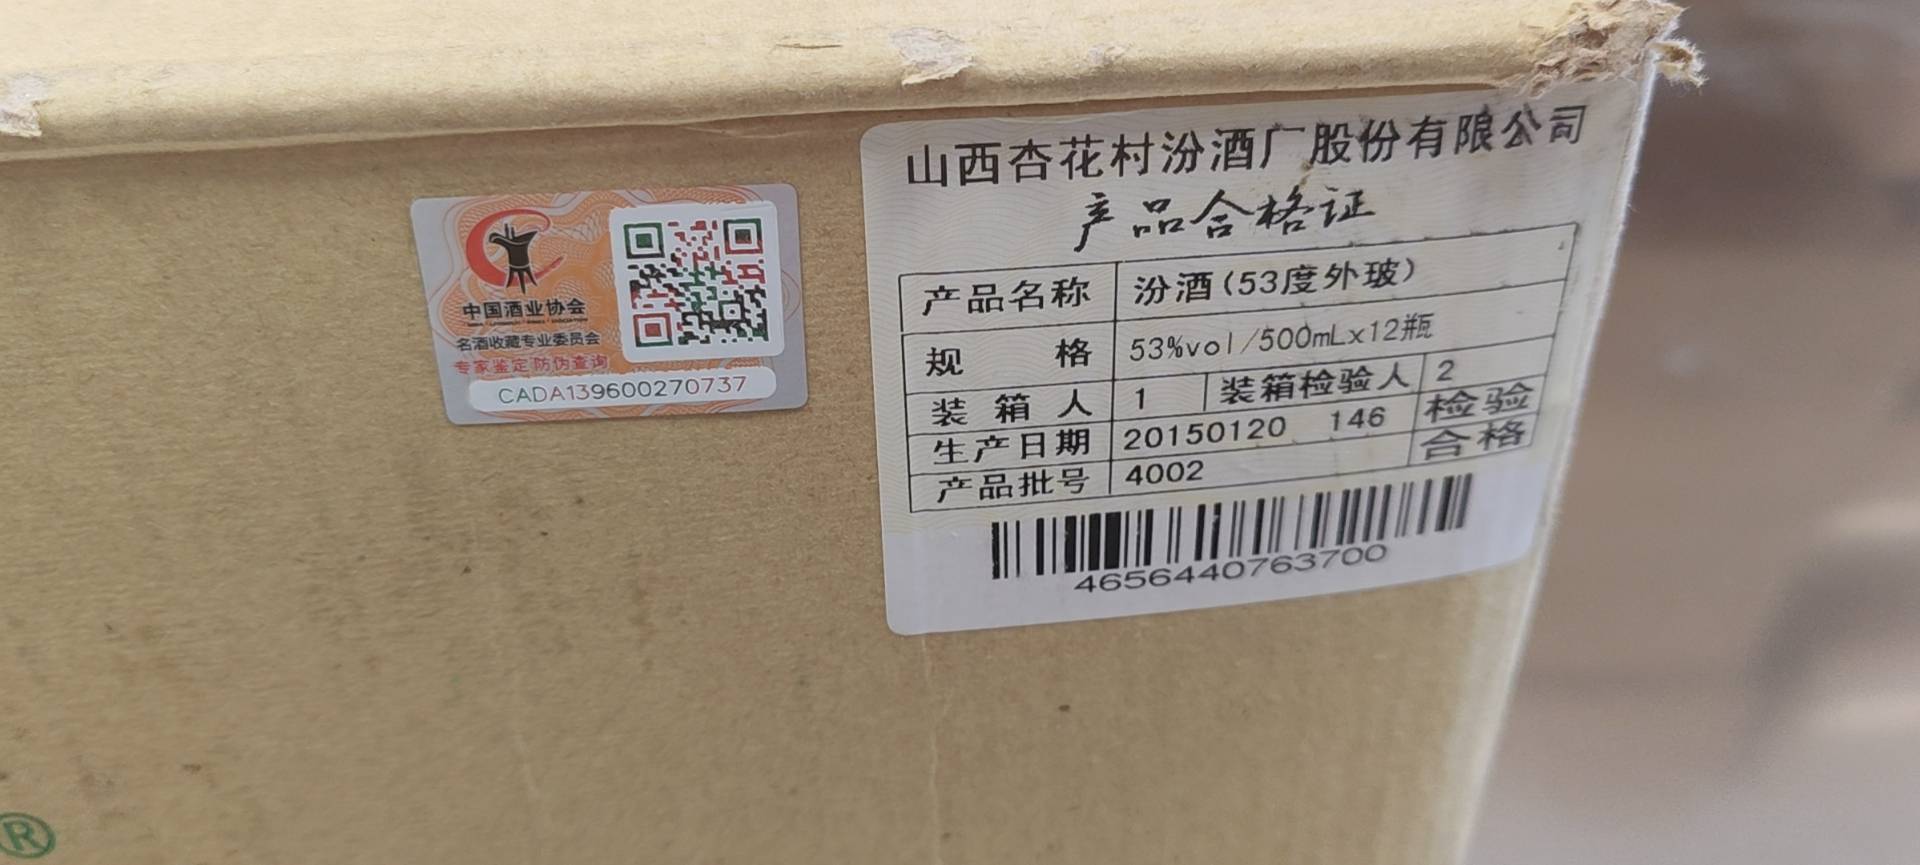 中国酒业协会
名酒收藏专业委员会
专家鉴定 防伪查询
CADA139600270737
山西杏花村汾酒厂股份有限公司
产品合格证
产品名称 汾酒(53度外玻)
规 格 53%vol/500mLx12瓶
装 箱 人 1 装箱检验人 2
生产日期 20150120 146 检验
产品批号 4002 合格
4656440763700
®